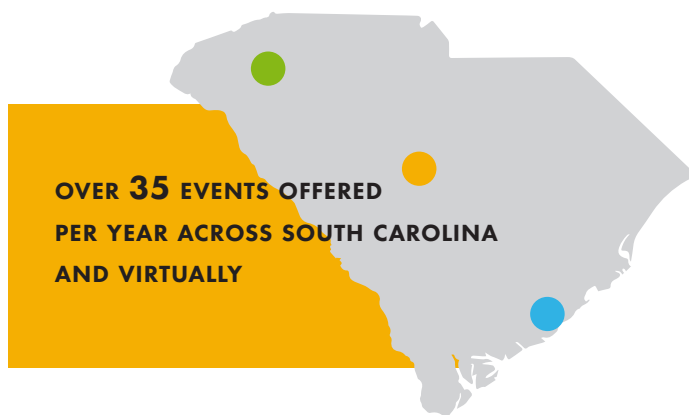 OVER 35 EVENTS OFFERED
PER YEAR ACROSS SOUTH CAROLINA
AND VIRTUALLY